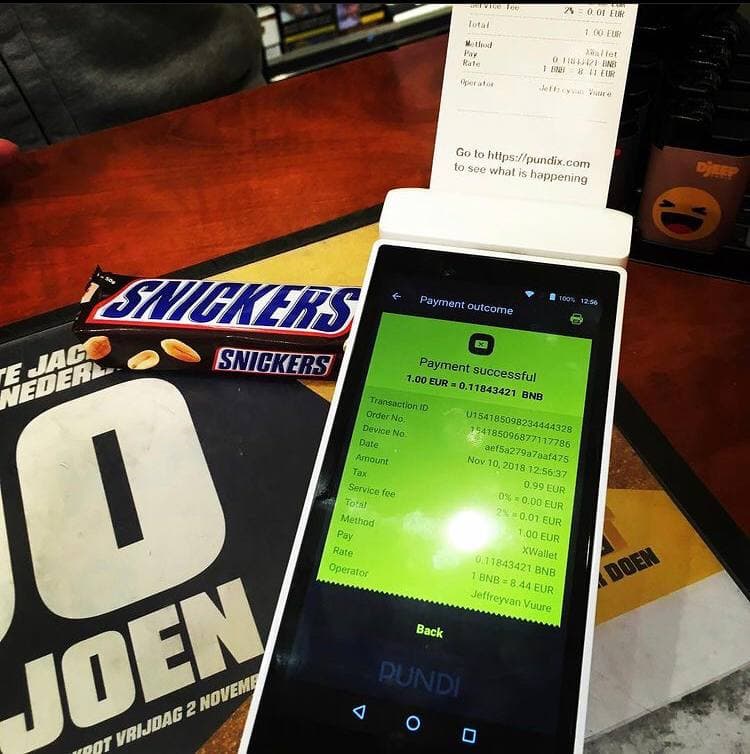 Service fee
2% = 0.01 EUR
Total
1.00 EUR
Method
XWallet
Pay
0.11843421 BNB
Rate
1 BNB = 8.44 EUR
Operator
Jeffreyvan Vuure
Go to https://pundix.com
to see what is happening
DJEEP
SNICKERS
SNICKERS
NEDERL
JOEN
VRIJDAG 2 NOVEMB
DOEN
100% 12:56
Payment outcome
Payment successful
1.00 EUR = 0.11843421 BNB
Transaction ID
U154185098234444328
Order No.
154185096877117786
Device No.
aef5a279a7aaf475
Date
Nov 10, 2018 12:56:37
Amount
0.99 EUR
Tax
0% = 0.00 EUR
Service fee
2% = 0.01 EUR
Total
1.00 EUR
Method
XWallet
Pay
0.11843421 BNB
Rate
1 BNB = 8.44 EUR
Operator
Jeffreyvan Vuure
Back
PUNDI